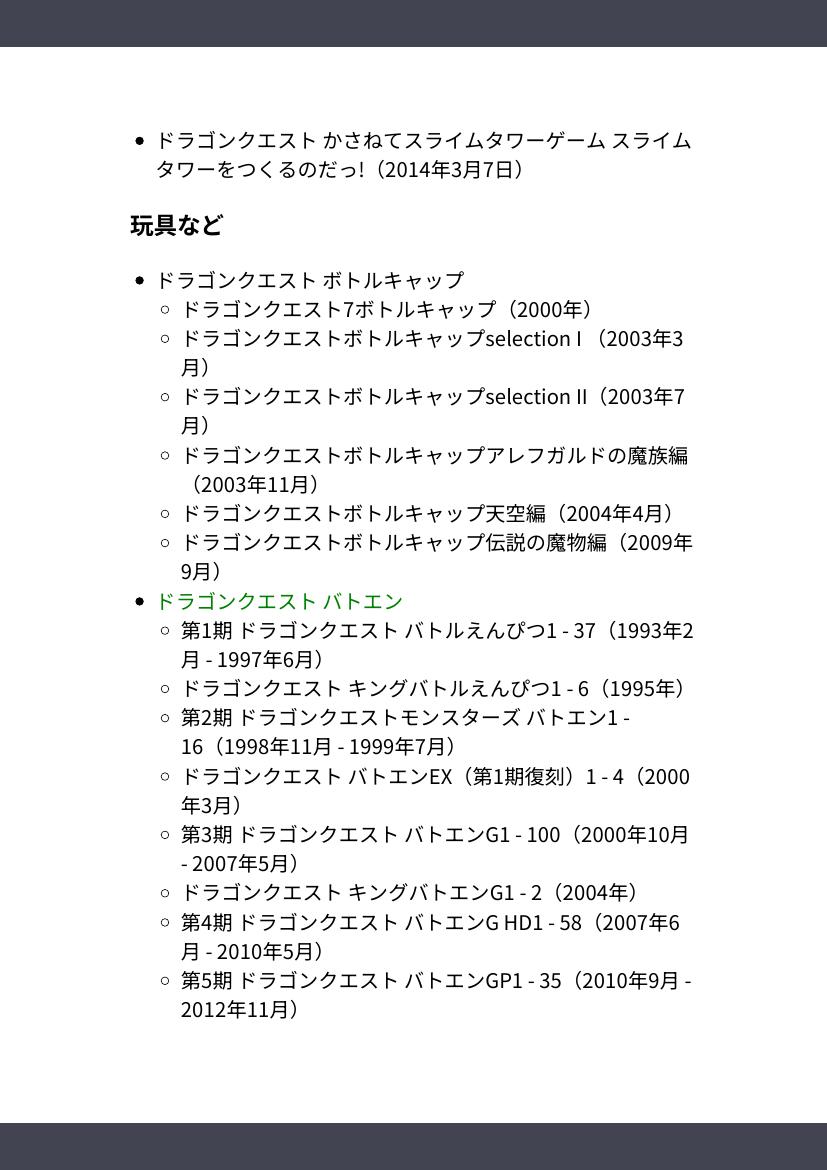 ドラゴンクエスト かさねてスライムタワーゲーム スライム
タワーをつくるのだっ!（2014年3月7日）
玩具など
ドラゴンクエスト ボトルキャップ
ドラゴンクエスト7ボトルキャップ（2000年）
ドラゴンクエストボトルキャップselection I （2003年3
月）
ドラゴンクエストボトルキャップselection II（2003年7
月）
ドラゴンクエストボトルキャップアレフガルドの魔族編
（2003年11月）
ドラゴンクエストボトルキャップ天空編（2004年4月）
ドラゴンクエストボトルキャップ伝説の魔物編（2009年
9月）
ドラゴンクエスト バトエン
第1期 ドラゴンクエスト バトルえんぴつ1 - 37（1993年2
月 - 1997年6月）
ドラゴンクエスト キングバトルえんぴつ1 - 6（1995年）
第2期 ドラゴンクエストモンスターズ バトエン1 -
16（1998年11月 - 1999年7月）
ドラゴンクエスト バトエンEX（第1期復刻）1 - 4（2000
年3月）
第3期 ドラゴンクエスト バトエンG1 - 100（2000年10月
- 2007年5月）
ドラゴンクエスト キングバトエンG1 - 2（2004年）
第4期 ドラゴンクエスト バトエンG HD1 - 58（2007年6
月 - 2010年5月）
第5期 ドラゴンクエスト バトエンGP1 - 35（2010年9月 -
2012年11月）